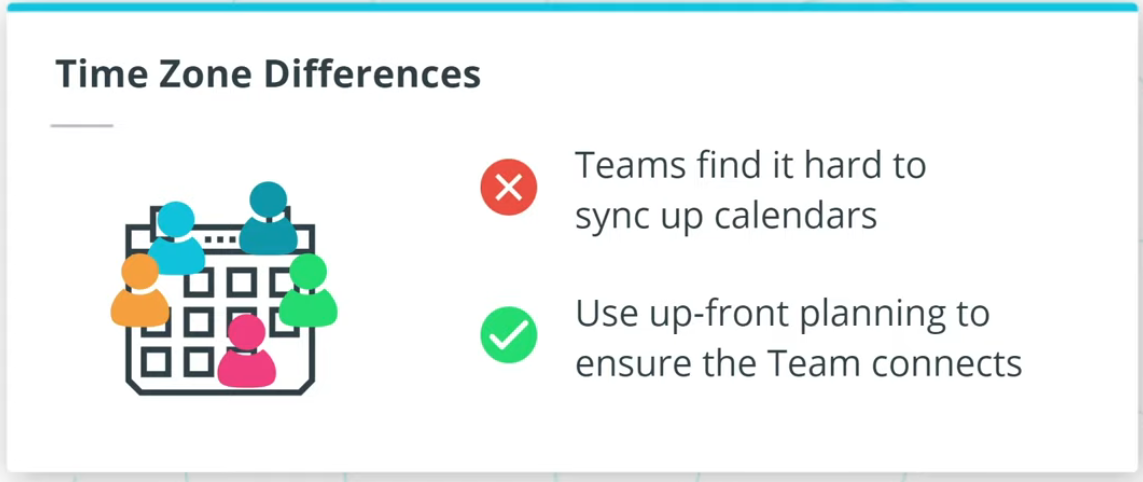 Time Zone Differences
Teams find it hard to
sync up calendars
Use up-front planning to
ensure the Team connects